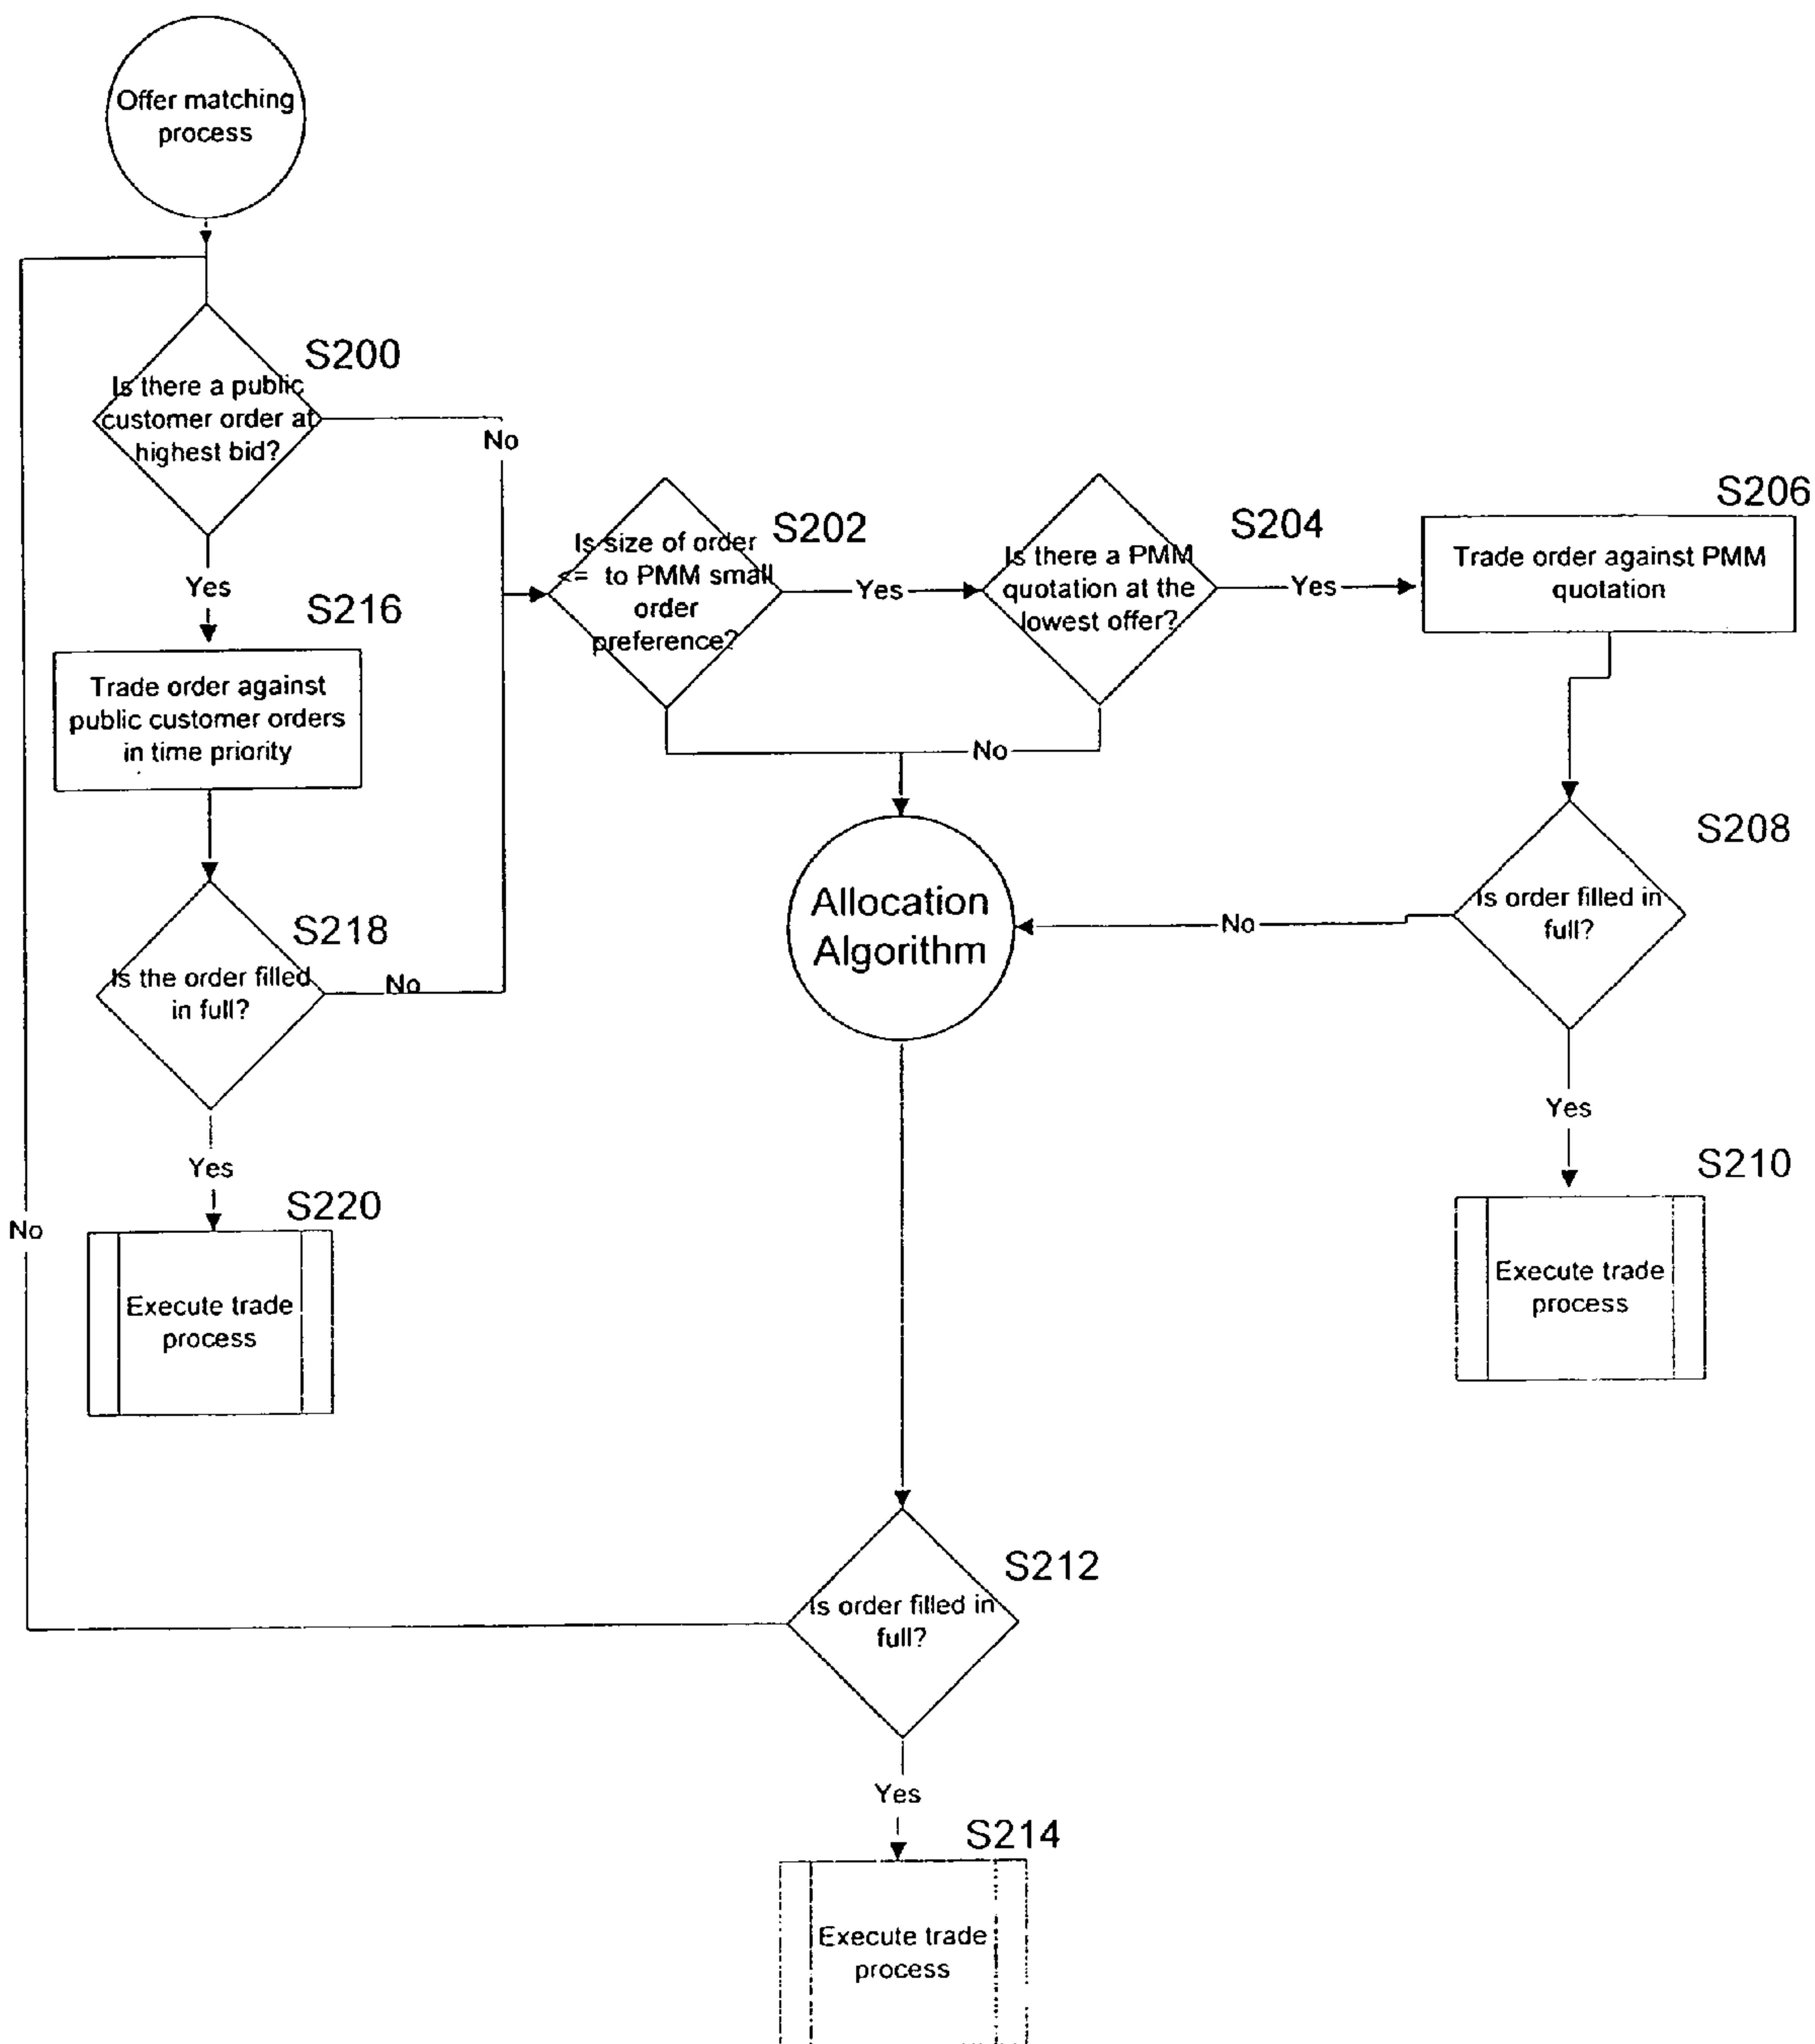 Offer matching
process
S200
Is there a public
customer order at
highest bid?
No
Yes
S216
Trade order against
public customer orders
in time priority
S218
Is the order filled
in full?
No
Yes
S220
Execute trade
process
No
S202
Is size of order
<= to PMM small
order
preference?
Yes
S204
Is there a PMM
quotation at the
lowest offer?
Yes
No
S206
Trade order against PMM
quotation
S208
Is order filled in
full?
No
Yes
S210
Execute trade
process
Allocation
Algorithm
S212
Is order filled in
full?
Yes
S214
Execute trade
process